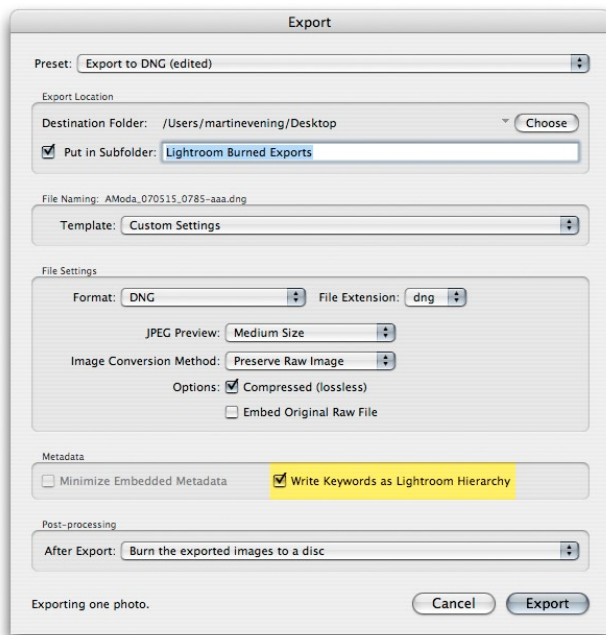 Export
Preset: Export to DNG (edited)
Export Location
Destination Folder: /Users/martinevening/Desktop Choose
Put in Subfolder: Lightroom Burned Exports
File Naming: AModa_070515_0785-aaa.dng
Template: Custom Settings
File Settings
Format: DNG File Extension: dng
JPEG Preview: Medium Size
Image Conversion Method: Preserve Raw Image
Options: Compressed (lossless)
Embed Original Raw File
Metadata
Minimize Embedded Metadata Write Keywords as Lightroom Hierarchy
Post-processing
After Export: Burn the exported images to a disc
Exporting one photo. Cancel Export